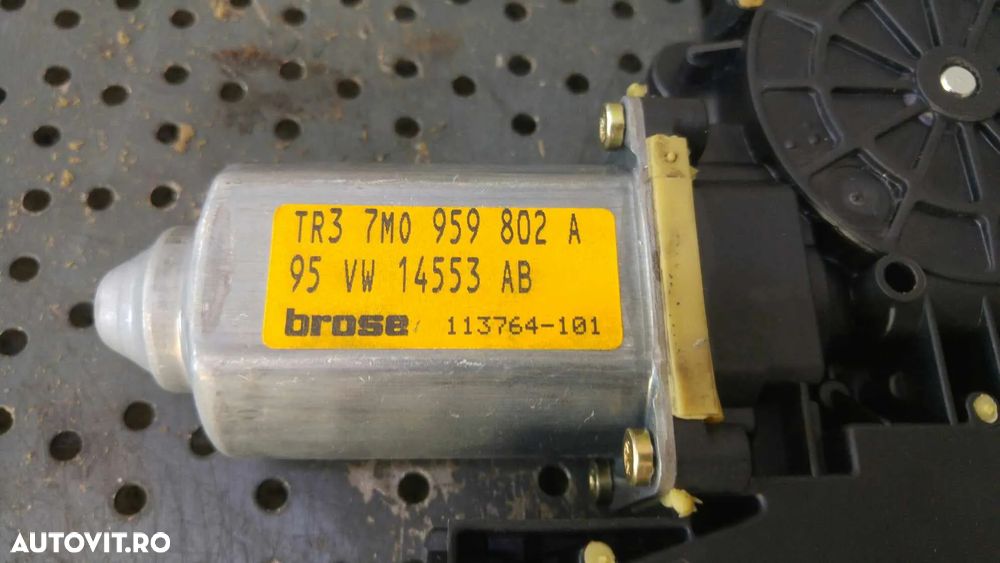 TR3 7M0 959 802 A
95 VW 14553 AB
brose 113764-101
AUTOVIT.RO